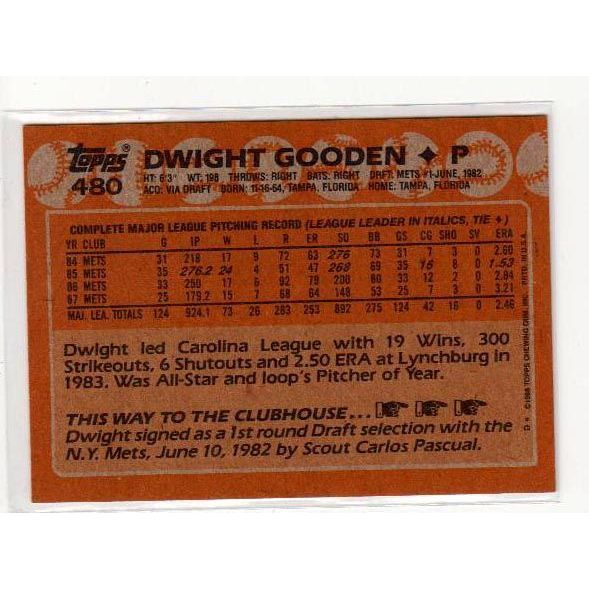 Topps® DWIGHT GOODEN ✦ P
480 HT: 6'3" WT: 198 THROWS: RIGHT BATS: RIGHT DRFT: METS #1-JUNE, 1982
ACQ: VIA DRAFT BORN: 11-16-64, TAMPA, FLORIDA HOME: TAMPA, FLORIDA
COMPLETE MAJOR LEAGUE PITCHING RECORD (LEAGUE LEADER IN ITALICS, TIE ✦)
YR CLUB G IP W L R ER SO BB GS CG SHO SV ERA
84 METS 31 218 17 9 72 63 276 73 31 7 3 0 2.60
85 METS 35 276.2 24 4 51 47 268 69 35 16 8 0 1.53
86 METS 33 250 17 6 92 79 200 80 33 12 2 0 2.84
87 METS 25 179.2 15 7 68 64 148 53 25 7 3 0 3.21
MAJ. LEA. TOTALS 124 924.1 73 26 283 253 892 275 124 42 16 0 2.46
Dwight led Carolina League with 19 Wins, 300
Strikeouts, 6 Shutouts and 2.50 ERA at Lynchburg in
1983. Was All-Star and loop's Pitcher of Year.
THIS WAY TO THE CLUBHOUSE...
Dwight signed as a 1st round Draft selection with the
N.Y. Mets, June 10, 1982 by Scout Carlos Pascual.
D* ©1988 TOPPS CHEWING GUM, INC. PRTD. IN U.S.A.